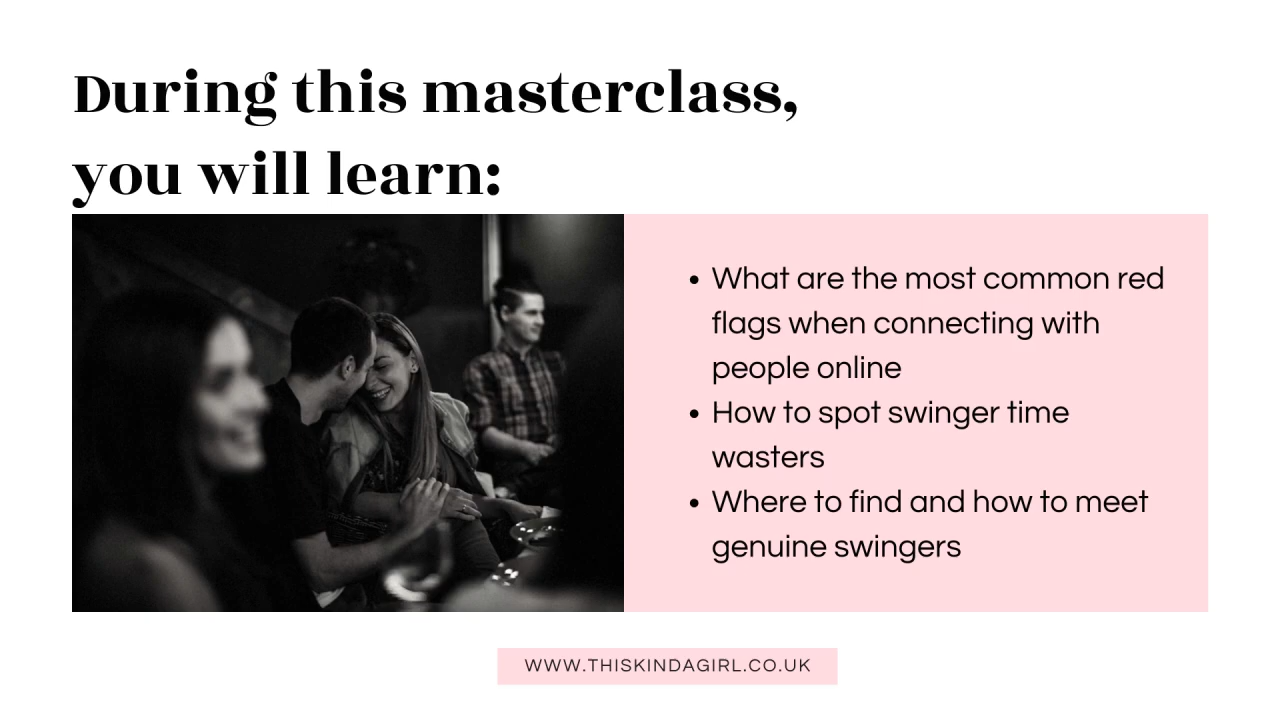 During this masterclass,
you will learn:
• What are the most common red
flags when connecting with
people online
• How to spot swinger time
wasters
• Where to find and how to meet
genuine swingers
WWW.THISKINDAGIRL.CO.UK